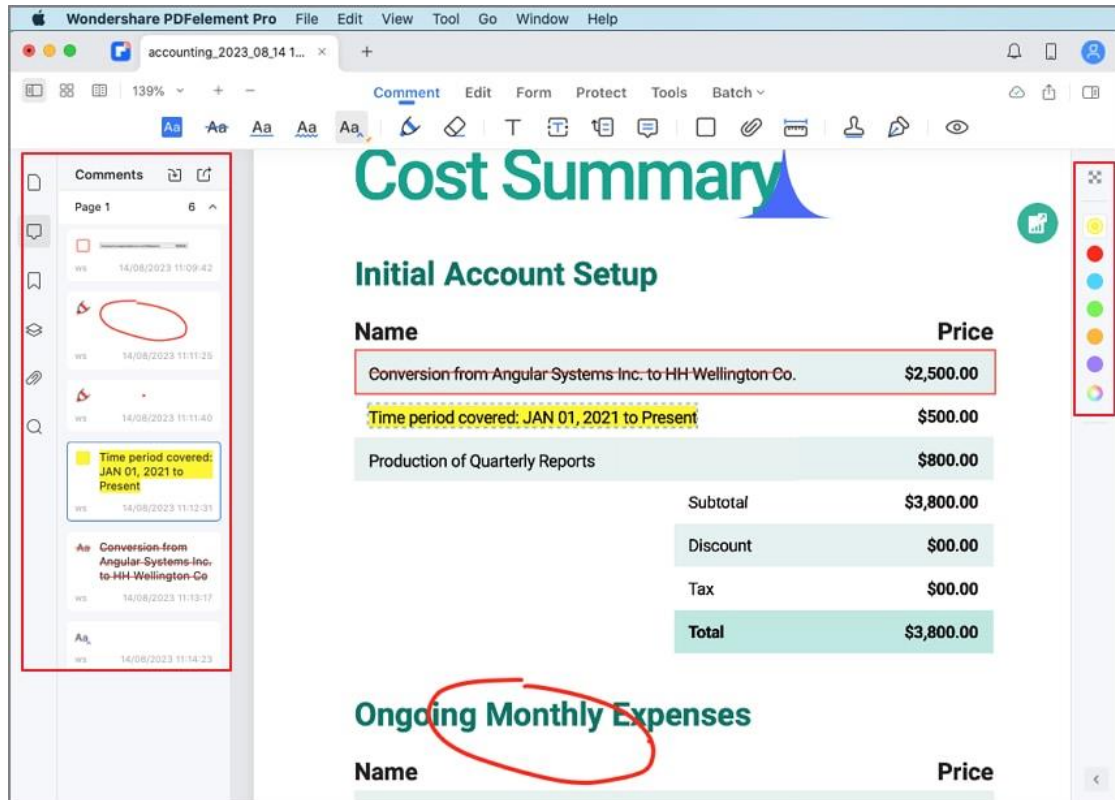 Wondershare PDFelement Pro File Edit View Tool Go Window Help
accounting_2023_08_14 1... × +
139% + −
Comment Edit Form Protect Tools Batch
Aa Aa Aa Aa Aa T T
Comments
Page 1 6
ws 14/08/2023 11:09:42
ws 14/08/2023 11:11:25
ws 14/08/2023 11:11:40
Time period covered:
JAN 01, 2021 to
Present
ws 14/08/2023 11:12:31
Aa Conversion from
Angular Systems Inc.
to HH Wellington Co
ws 14/08/2023 11:13:17
Aa
ws 14/08/2023 11:14:23
Cost Summary
Initial Account Setup
Name Price
Conversion from Angular Systems Inc. to HH Wellington Co. $2,500.00
Time period covered: JAN 01, 2021 to Present $500.00
Production of Quarterly Reports $800.00
Subtotal $3,800.00
Discount $00.00
Tax $00.00
Total $3,800.00
Ongoing Monthly Expenses
Name Price